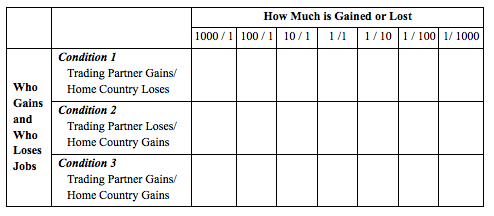 How Much is Gained or Lost
1000 / 1 100 / 1 10 / 1 1 /1 1 / 10 1 / 100 1/ 1000
Who
Gains
and
Who
Loses
Jobs
Condition 1
Trading Partner Gains/
Home Country Loses
Condition 2
Trading Partner Loses/
Home Country Gains
Condition 3
Trading Partner Gains/
Home Country Gains